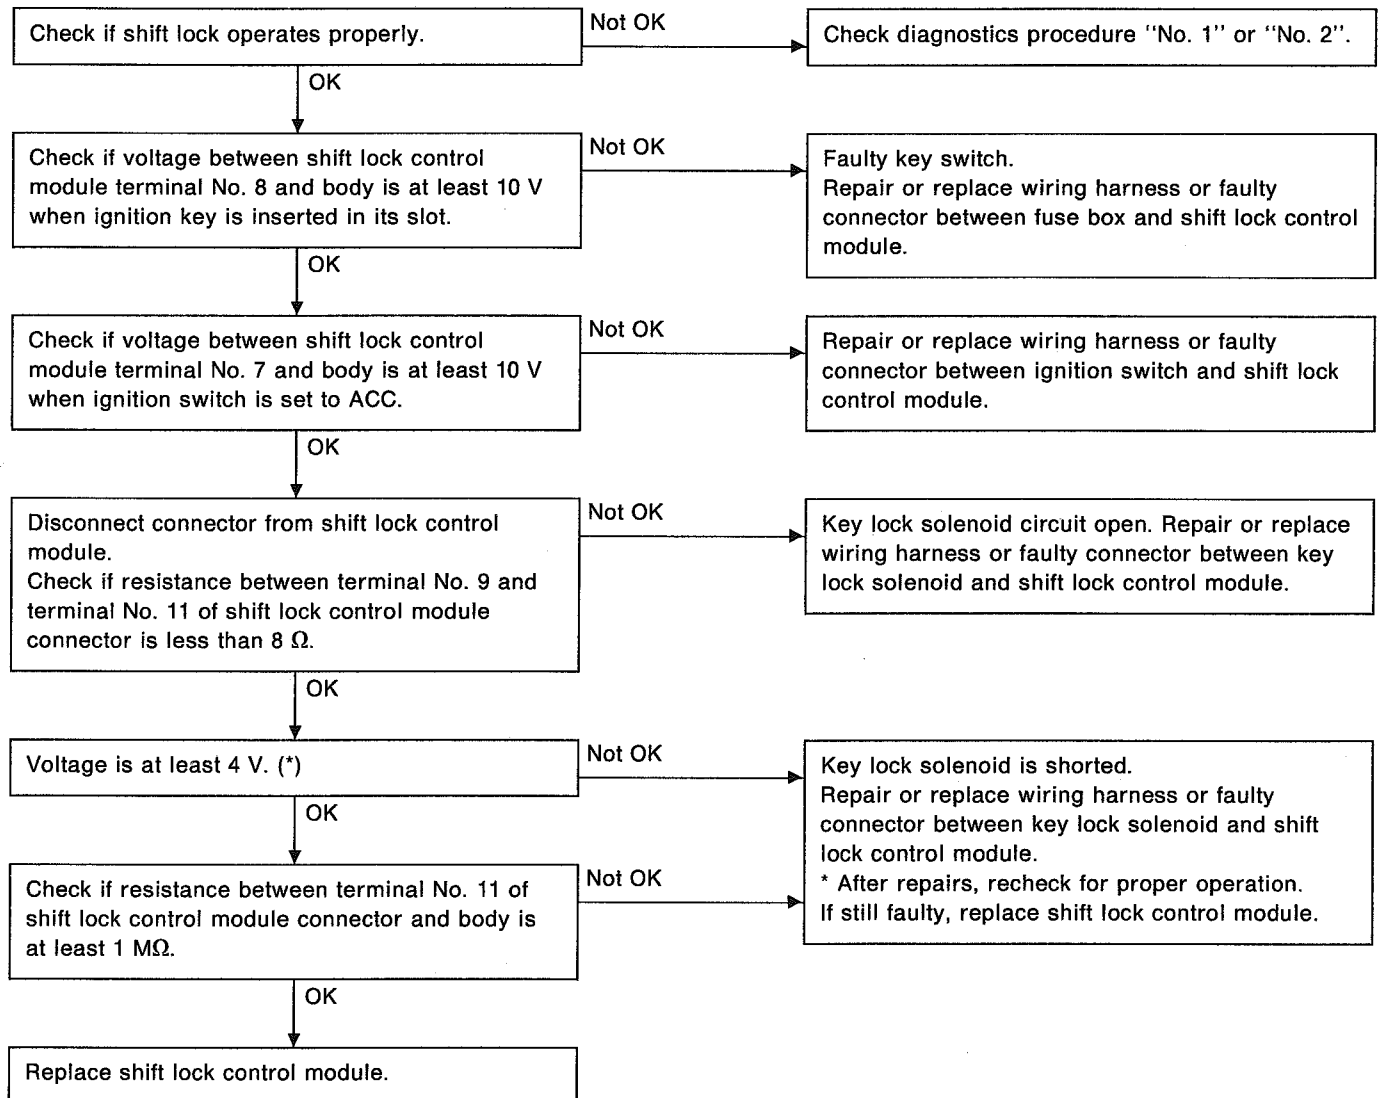 Check if shift lock operates properly.
Not OK
Check diagnostics procedure "No. 1" or "No. 2".
OK
Check if voltage between shift lock control
module terminal No. 8 and body is at least 10 V
when ignition key is inserted in its slot.
Not OK
Faulty key switch.
Repair or replace wiring harness or faulty
connector between fuse box and shift lock control
module.
OK
Check if voltage between shift lock control
module terminal No. 7 and body is at least 10 V
when ignition switch is set to ACC.
Not OK
Repair or replace wiring harness or faulty
connector between ignition switch and shift lock
control module.
OK
Disconnect connector from shift lock control
module.
Check if resistance between terminal No. 9 and
terminal No. 11 of shift lock control module
connector is less than 8 Ω.
Not OK
Key lock solenoid circuit open. Repair or replace
wiring harness or faulty connector between key
lock solenoid and shift lock control module.
OK
Voltage is at least 4 V. (*)
Not OK
Key lock solenoid is shorted.
Repair or replace wiring harness or faulty
connector between key lock solenoid and shift
lock control module.
* After repairs, recheck for proper operation.
If still faulty, replace shift lock control module.
OK
Check if resistance between terminal No. 11 of
shift lock control module connector and body is
at least 1 MΩ.
Not OK
OK
Replace shift lock control module.